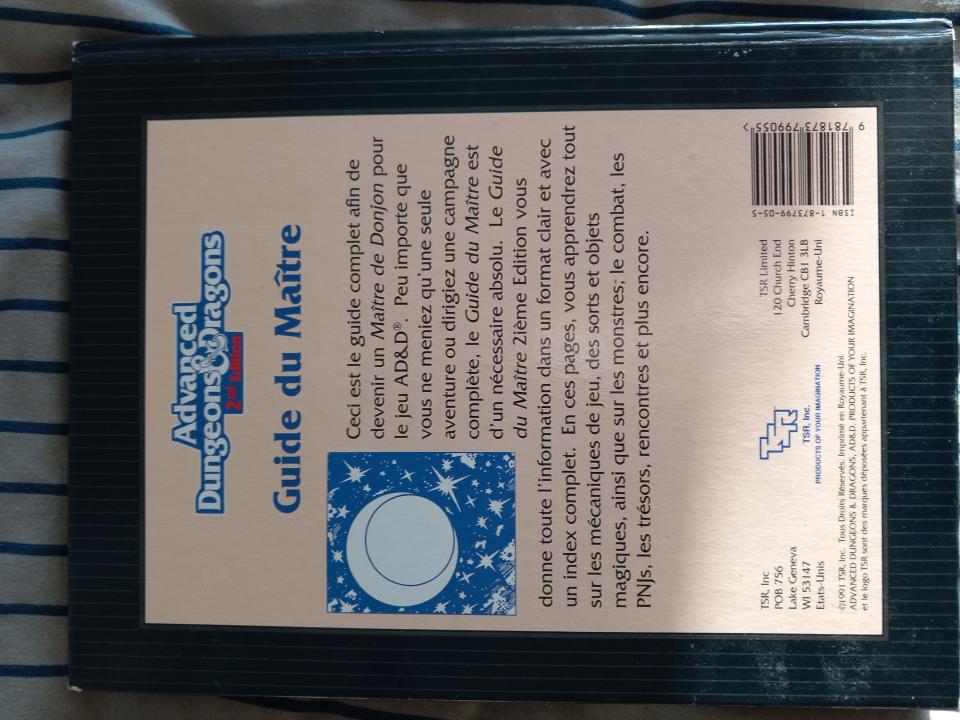 Advanced
Dungeons & Dragons
2nd Edition
Guide du Maître
Ceci est le guide complet afin de
devenir un Maître de Donjon pour
le jeu AD&D®. Peu importe que
vous ne meniez qu'une seule
aventure ou dirigiez une campagne
complète, le Guide du Maître est
d'un nécessaire absolu. Le Guide
du Maître 2ième Edition vous
donne toute l'information dans un format clair et avec
un index complet. En ces pages, vous apprendrez tout
sur les mécaniques de jeu, des sorts et objets
magiques, ainsi que sur les monstres; le combat, les
PNJs, les trésors, rencontres et plus encore.
TSR, Inc
POB 756
Lake Geneva
WI 53147
Etats-Unis
TSR
TSR, Inc.
PRODUCTS OF YOUR IMAGINATION
TSR Limited
120 Church End
Cherry Hinton
Cambridge CB1 3LB
Royaume-Uni
©1991 TSR, Inc. Tous Droits Réservés. Imprimé en Royaume-Uni.
ADVANCED DUNGEONS & DRAGONS, AD&D, PRODUCTS OF YOUR IMAGINATION
et le logo TSR sont des marques déposées appartenant à TSR, Inc.
ISBN 1-873799-05-5
9 781873 799055 >